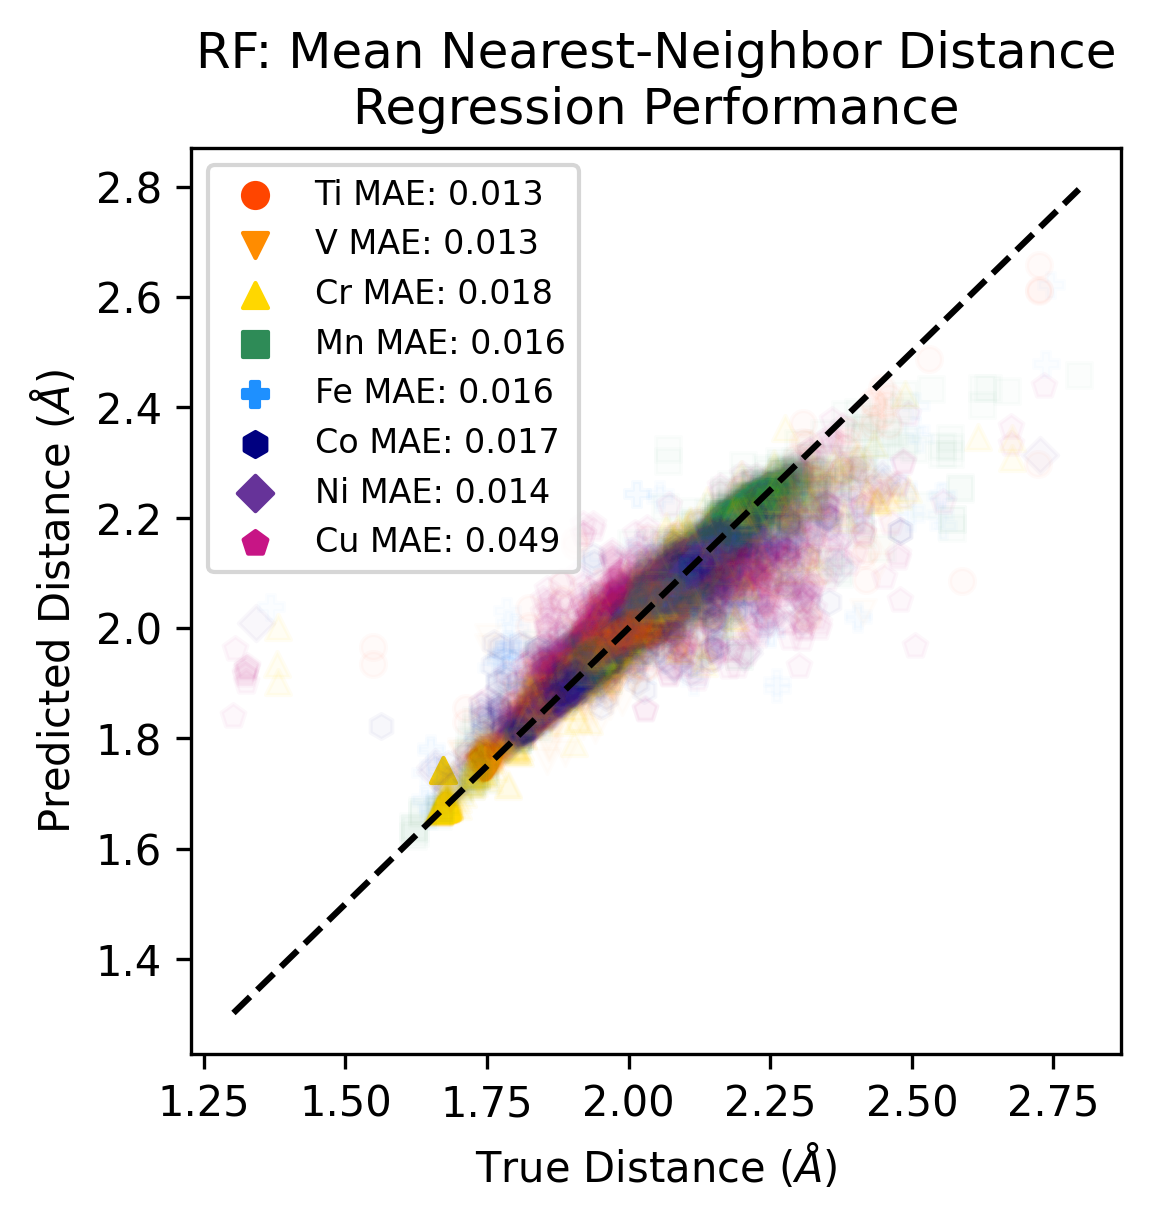 RF: Mean Nearest-Neighbor Distance
Regression Performance
Ti MAE: 0.013
V MAE: 0.013
Cr MAE: 0.018
Mn MAE: 0.016
Fe MAE: 0.016
Co MAE: 0.017
Ni MAE: 0.014
Cu MAE: 0.049
2.8
2.6
2.4
2.2
2.0
1.8
1.6
1.4
Predicted Distance (Å)
1.25 1.50 1.75 2.00 2.25 2.50 2.75
True Distance (Å)